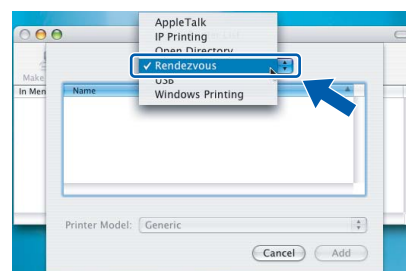 AppleTalk
IP Printing
Open Directory
✓ Rendezvous
USB
Windows Printing
Make
In Men
Name
Printer Model: Generic
Cancel Add